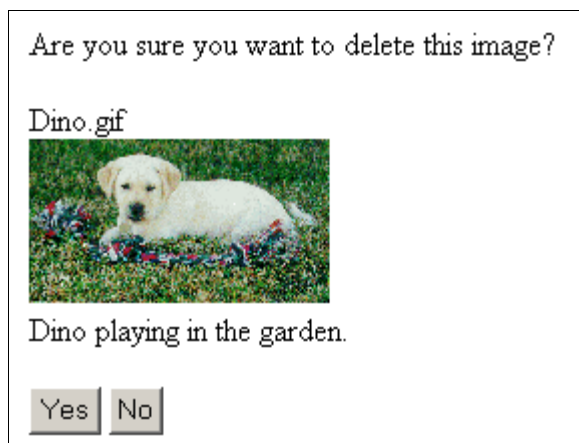 Are you sure you want to delete this image?
Dino.gif
Dino playing in the garden.
Yes No